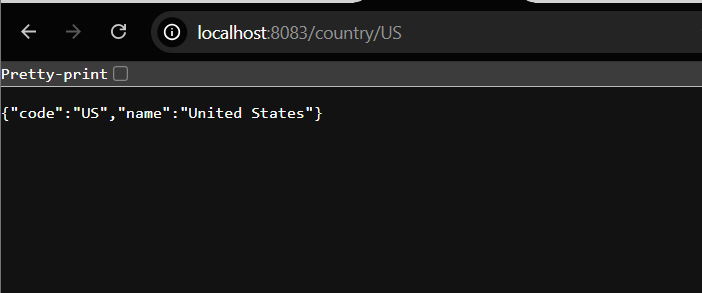 localhost:8083/country/US
Pretty-print
{"code":"US","name":"United States"}